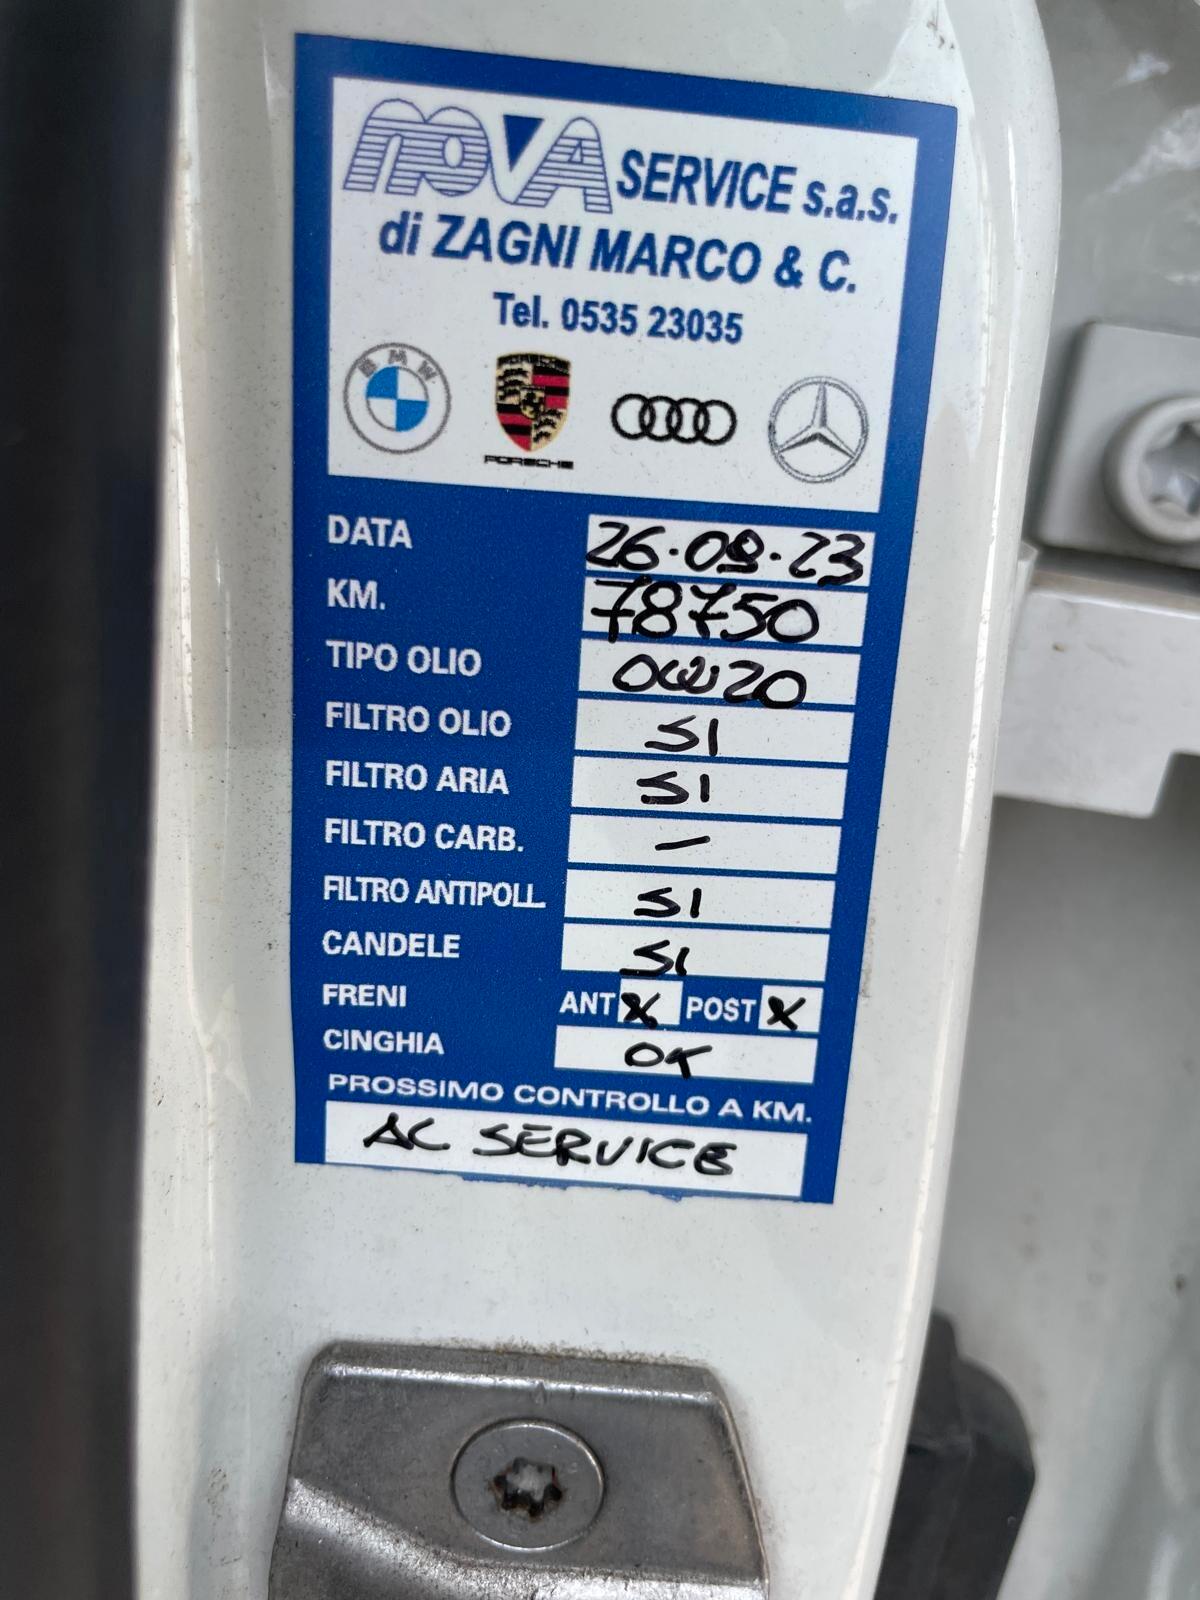 NOVA SERVICE s.a.s.
di ZAGNI MARCO & C.
Tel. 0535 23035
BMW
PORSCHE
PORSCHE
DATA 26.09.23
KM. 78750
TIPO OLIO 0W20
FILTRO OLIO SI
FILTRO ARIA SI
FILTRO CARB. -
FILTRO ANTIPOLL. SI
CANDELE SI
FRENI ANT X POST X
CINGHIA OK
PROSSIMO CONTROLLO A KM.
AC SERVICE